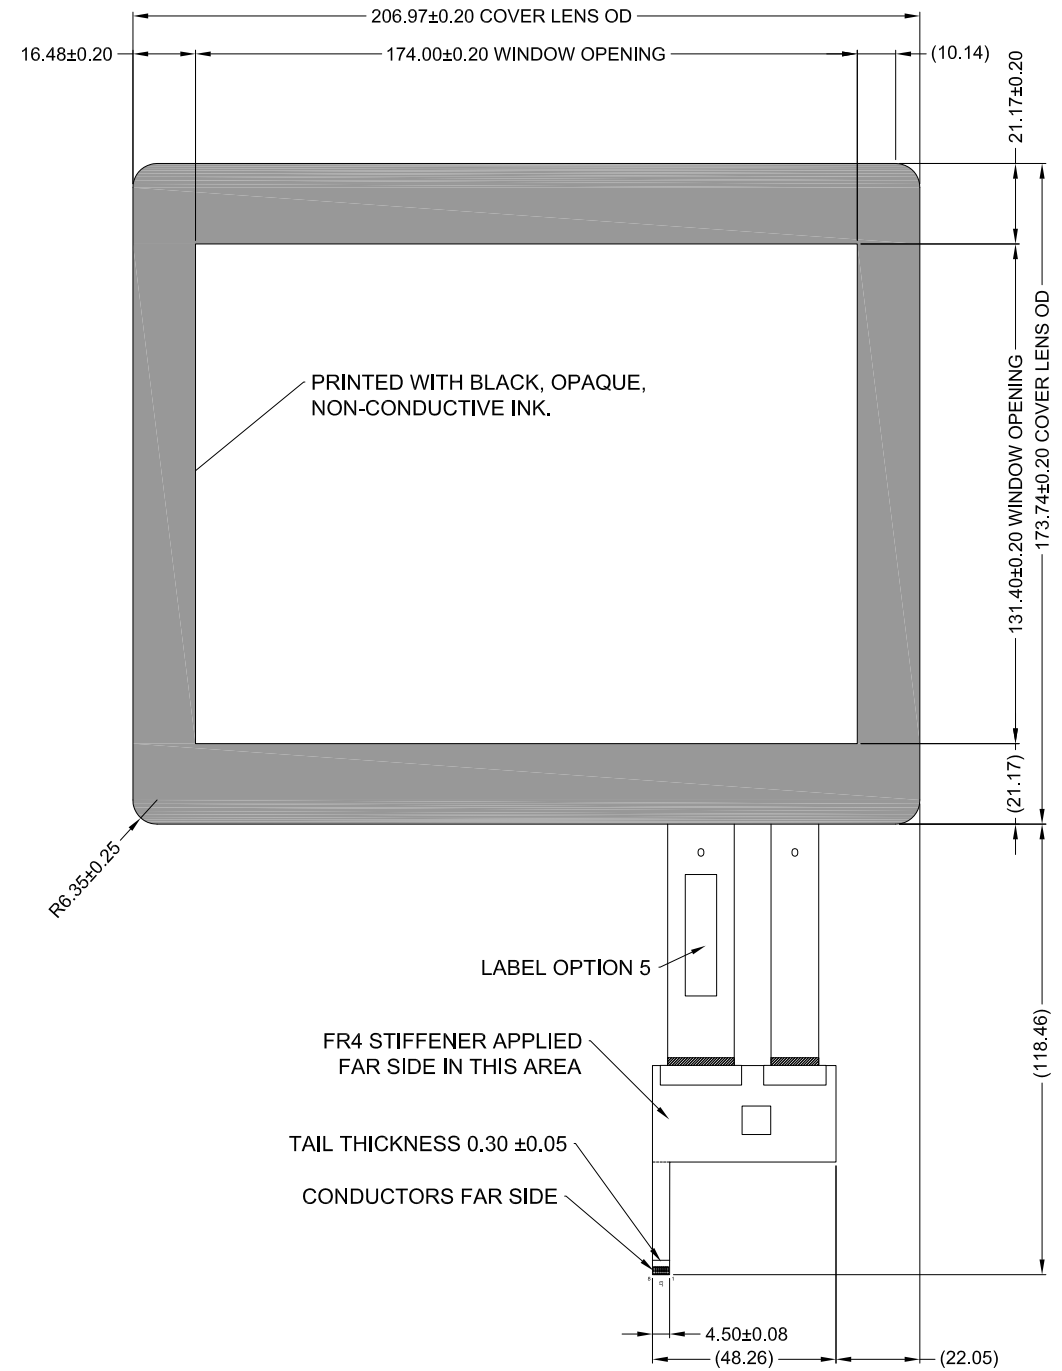 206.97±0.20 COVER LENS OD
16.48±0.20
174.00±0.20 WINDOW OPENING
(10.14)
21.17±0.20
PRINTED WITH BLACK, OPAQUE,
NON-CONDUCTIVE INK.
131.40±0.20 WINDOW OPENING
173.74±0.20 COVER LENS OD
(21.17)
R6.35±0.25
LABEL OPTION 5
FR4 STIFFENER APPLIED
FAR SIDE IN THIS AREA
(118.46)
TAIL THICKNESS 0.30 ±0.05
CONDUCTORS FAR SIDE
4.50±0.08
(48.26)
(22.05)